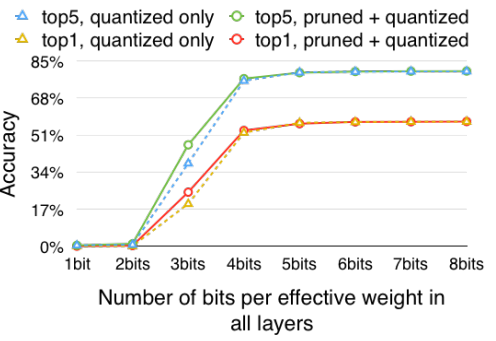 top5, quantized only top5, pruned + quantized
top1, quantized only top1, pruned + quantized
85%
68%
51%
34%
17%
0%
Accuracy
1bit 2bits 3bits 4bits 5bits 6bits 7bits 8bits
Number of bits per effective weight in
all layers